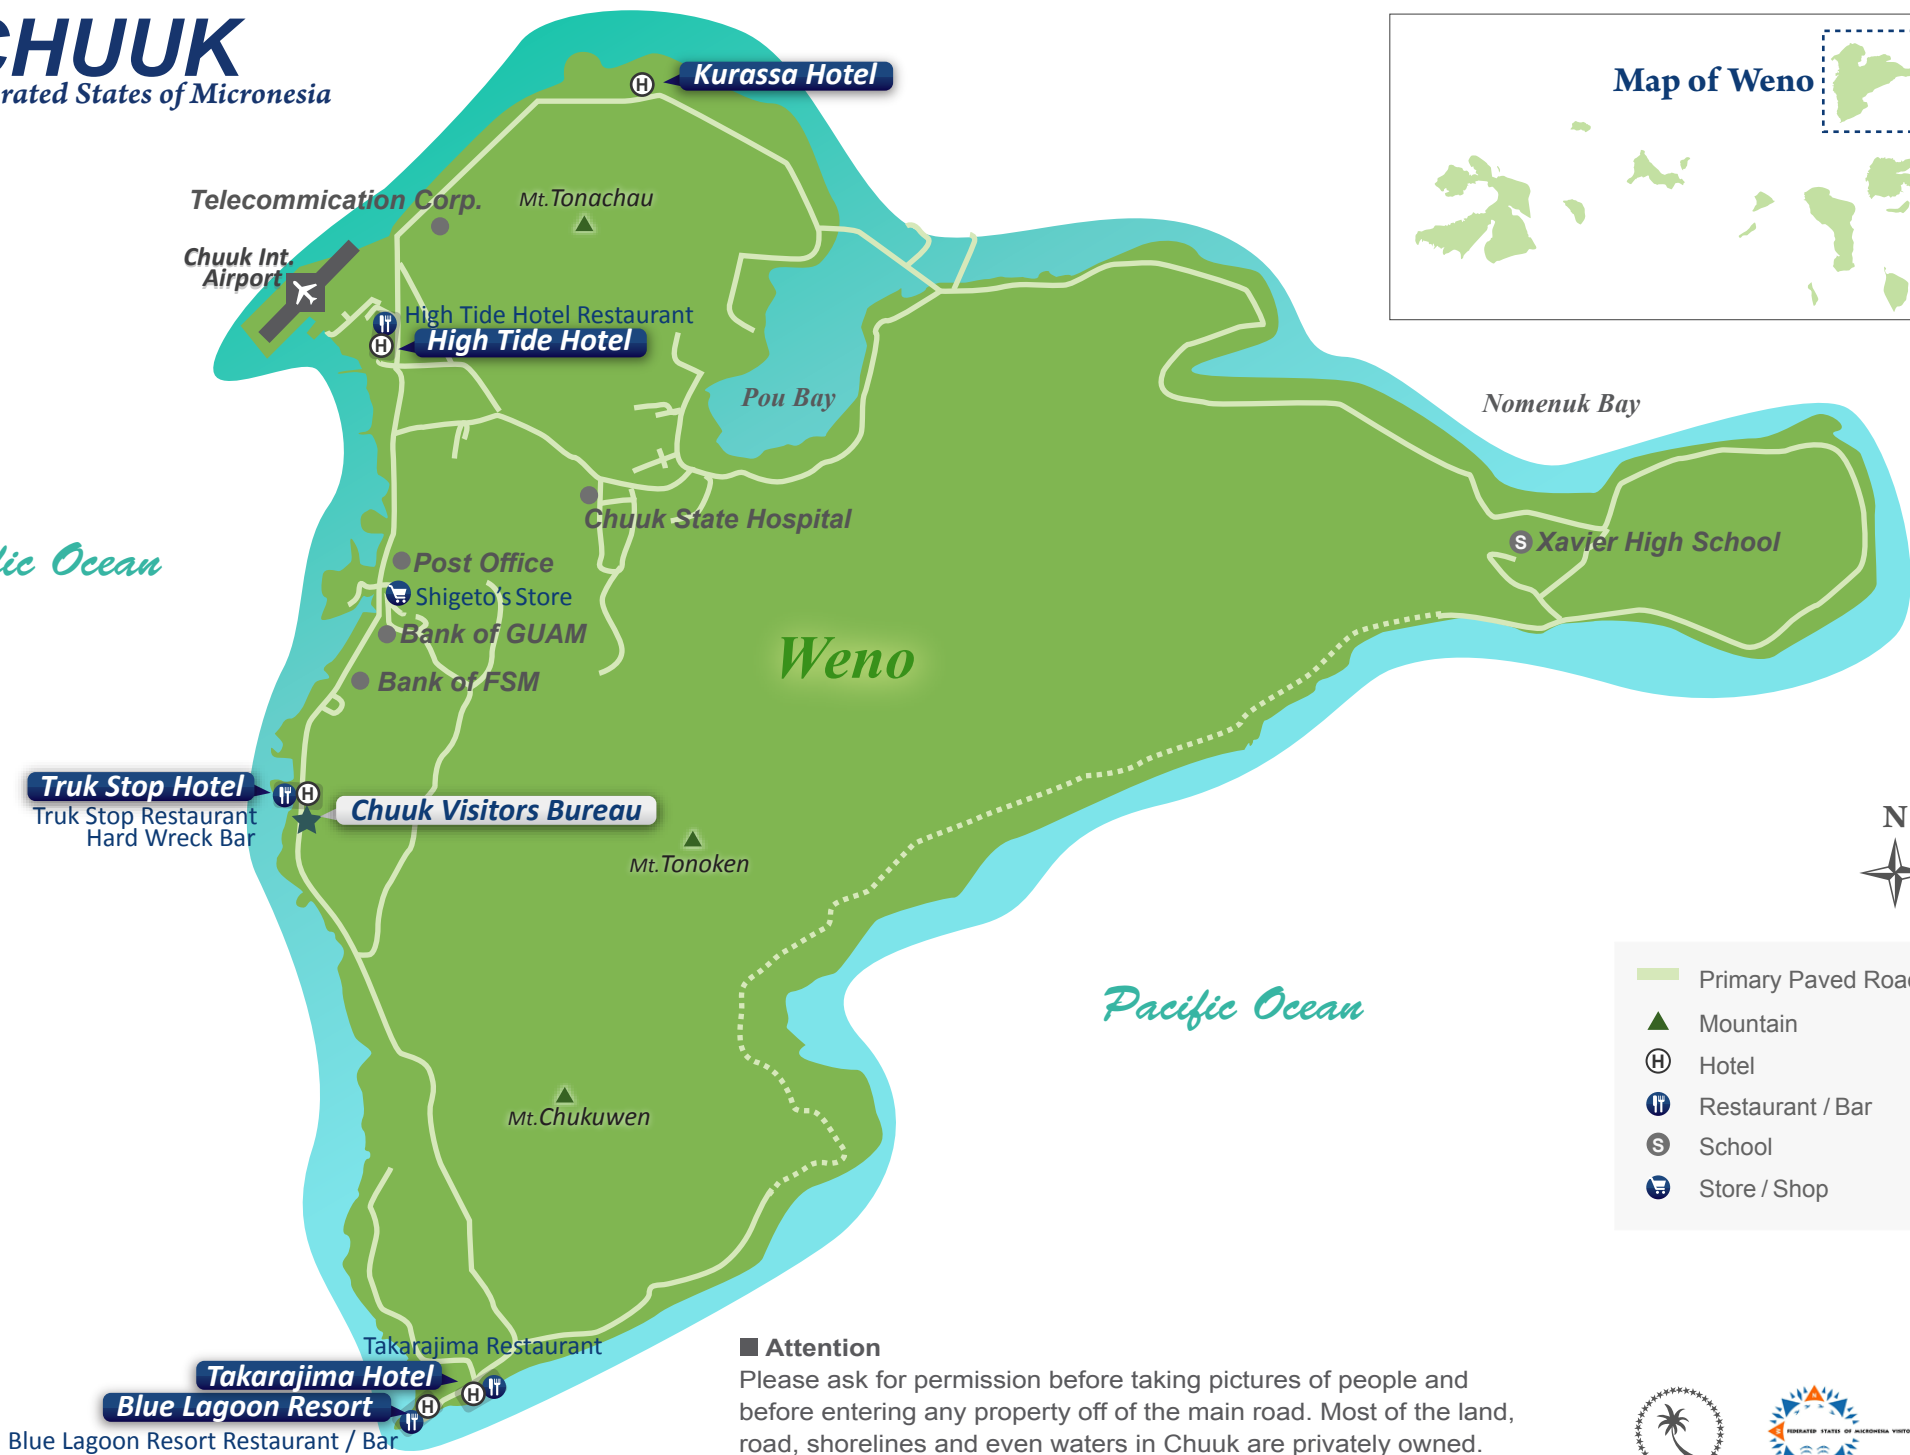 CHUUK
rated States of Micronesia
Kurassa Hotel
Map of Weno
Telecommication Corp.
Mt.Tonachau
Chuuk Int.
Airport
High Tide Hotel Restaurant
High Tide Hotel
Pou Bay
Nomenuk Bay
Chuuk State Hospital
Xavier High School
S
fic Ocean
Post Office
Shigeto's Store
Bank of GUAM
Bank of FSM
Weno
Truk Stop Hotel
Truk Stop Restaurant
Hard Wreck Bar
Chuuk Visitors Bureau
Mt.Tonoken
N
Pacific Ocean
Primary Paved Road
Mountain
H
Hotel
Restaurant / Bar
S
School
Store / Shop
Mt.Chukuwen
Takarajima Restaurant
Takarajima Hotel
Blue Lagoon Resort
Blue Lagoon Resort Restaurant / Bar
H
H
H
H
H
Attention
Please ask for permission before taking pictures of people and
before entering any property off of the main road. Most of the land,
road, shorelines and even waters in Chuuk are privately owned.
FEDERATED STATES OF MICRONESIA